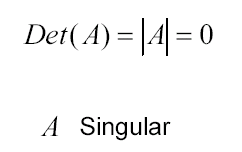 Det(A) = |A| = 0
A Singular